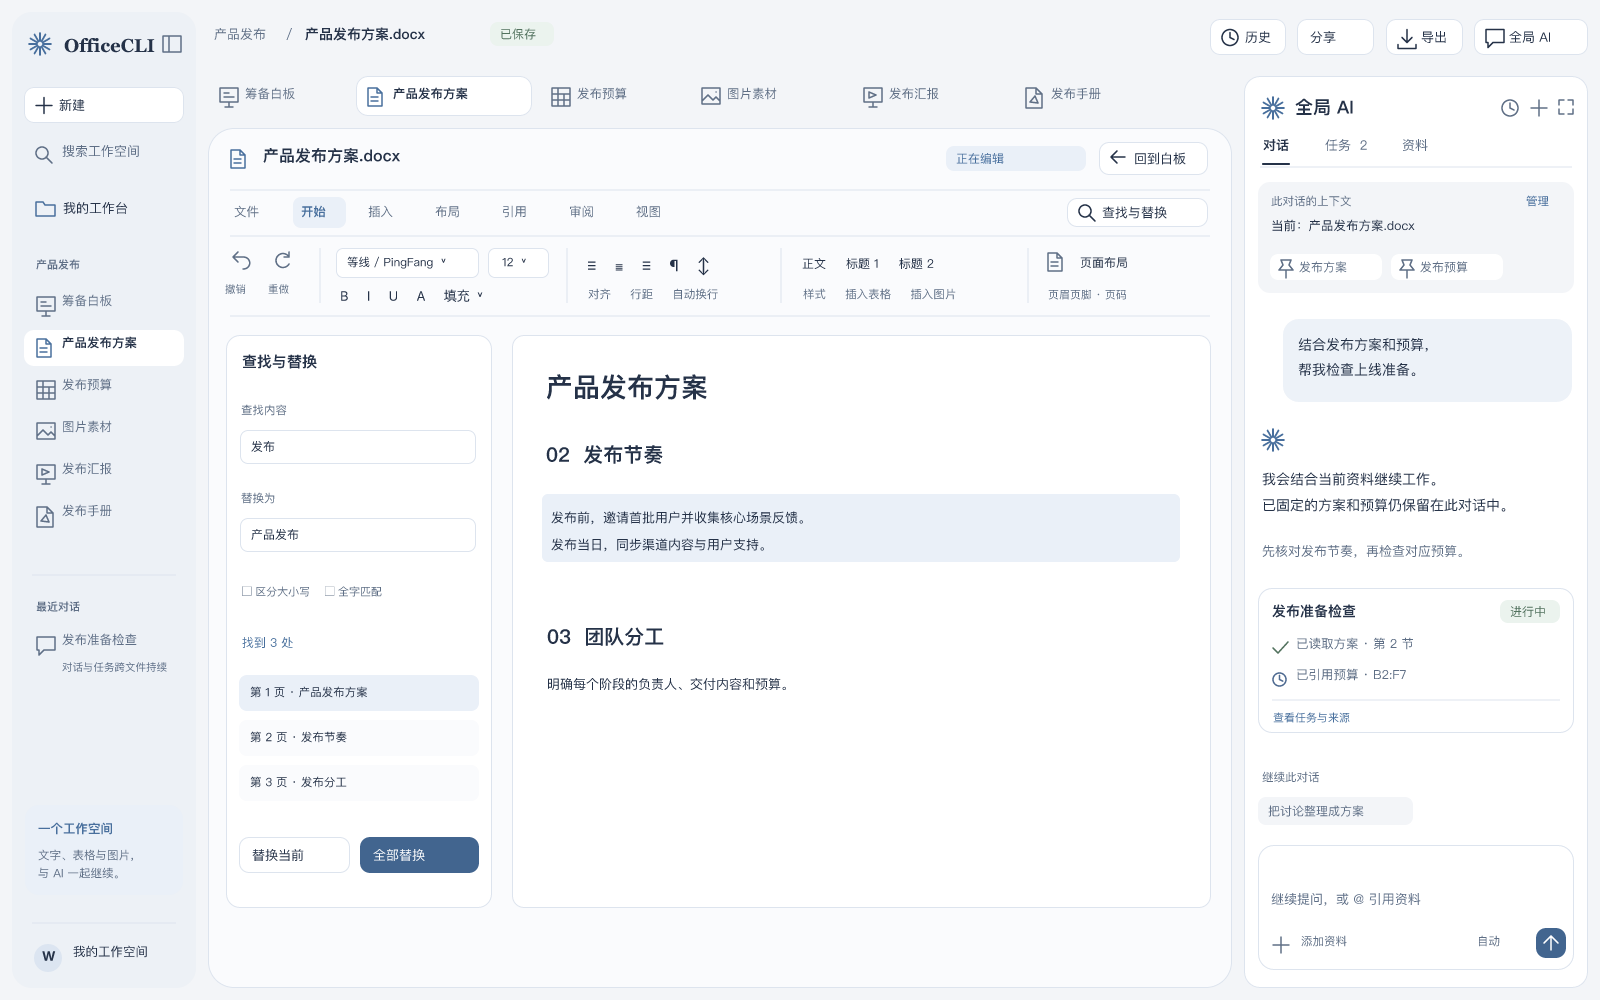 OfficeCLI
新建
搜索工作空间
我的工作台
产品发布
筹备白板
产品发布方案
发布预算
图片素材
发布汇报
发布手册
最近对话
发布准备检查
对话与任务跨文件持续
一个工作空间
文字、表格与图片，
与 AI 一起继续。
W 我的工作空间
产品发布 / 产品发布方案.docx 已保存
历史 分享 导出 全局 AI
筹备白板 产品发布方案 发布预算 图片素材 发布汇报 发布手册
产品发布方案.docx 正在编辑 回到白板
文件 开始 插入 布局 引用 审阅 视图 查找与替换
撤销 重做
等线 / PingFang 12
B I U A 填充
¶
对齐 行距 自动换行
正文 标题 1 标题 2
样式 插入表格 插入图片
页面布局
页眉页脚 · 页码
查找与替换
查找内容
发布
替换为
产品发布
区分大小写 全字匹配
找到 3 处
第 1 页 · 产品发布方案
第 2 页 · 发布节奏
第 3 页 · 发布分工
替换当前 全部替换
产品发布方案
02 发布节奏
发布前，邀请首批用户并收集核心场景反馈。
发布当日，同步渠道内容与用户支持。
03 团队分工
明确每个阶段的负责人、交付内容和预算。
全局 AI
对话 任务 2 资料
此对话的上下文 管理
当前：产品发布方案.docx
发布方案 发布预算
结合发布方案和预算，
帮我检查上线准备。
我会结合当前资料继续工作。
已固定的方案和预算仍保留在此对话中。
先核对发布节奏，再检查对应预算。
发布准备检查 进行中
已读取方案 · 第 2 节
已引用预算 · B2:F7
查看任务与来源
继续此对话
把讨论整理成方案
继续提问，或 @ 引用资料
添加资料 自动